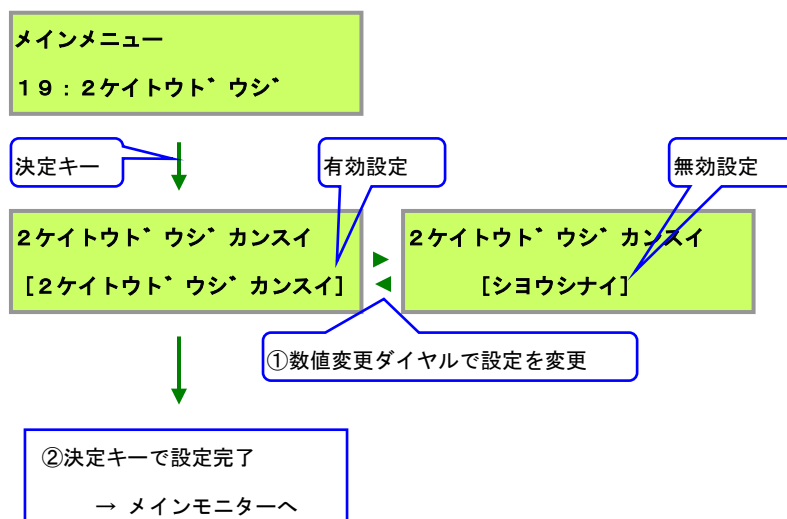 メインメニュー
19:2ケイトウドウジ
決定キー
有効設定
無効設定
2ケイトウドウジカンスイ
[2ケイトウドウジカンスイ]
2ケイトウドウジカンスイ
[シヨウシナイ]
①数値変更ダイヤルで設定を変更
②決定キーで設定完了
→ メインモニターへ